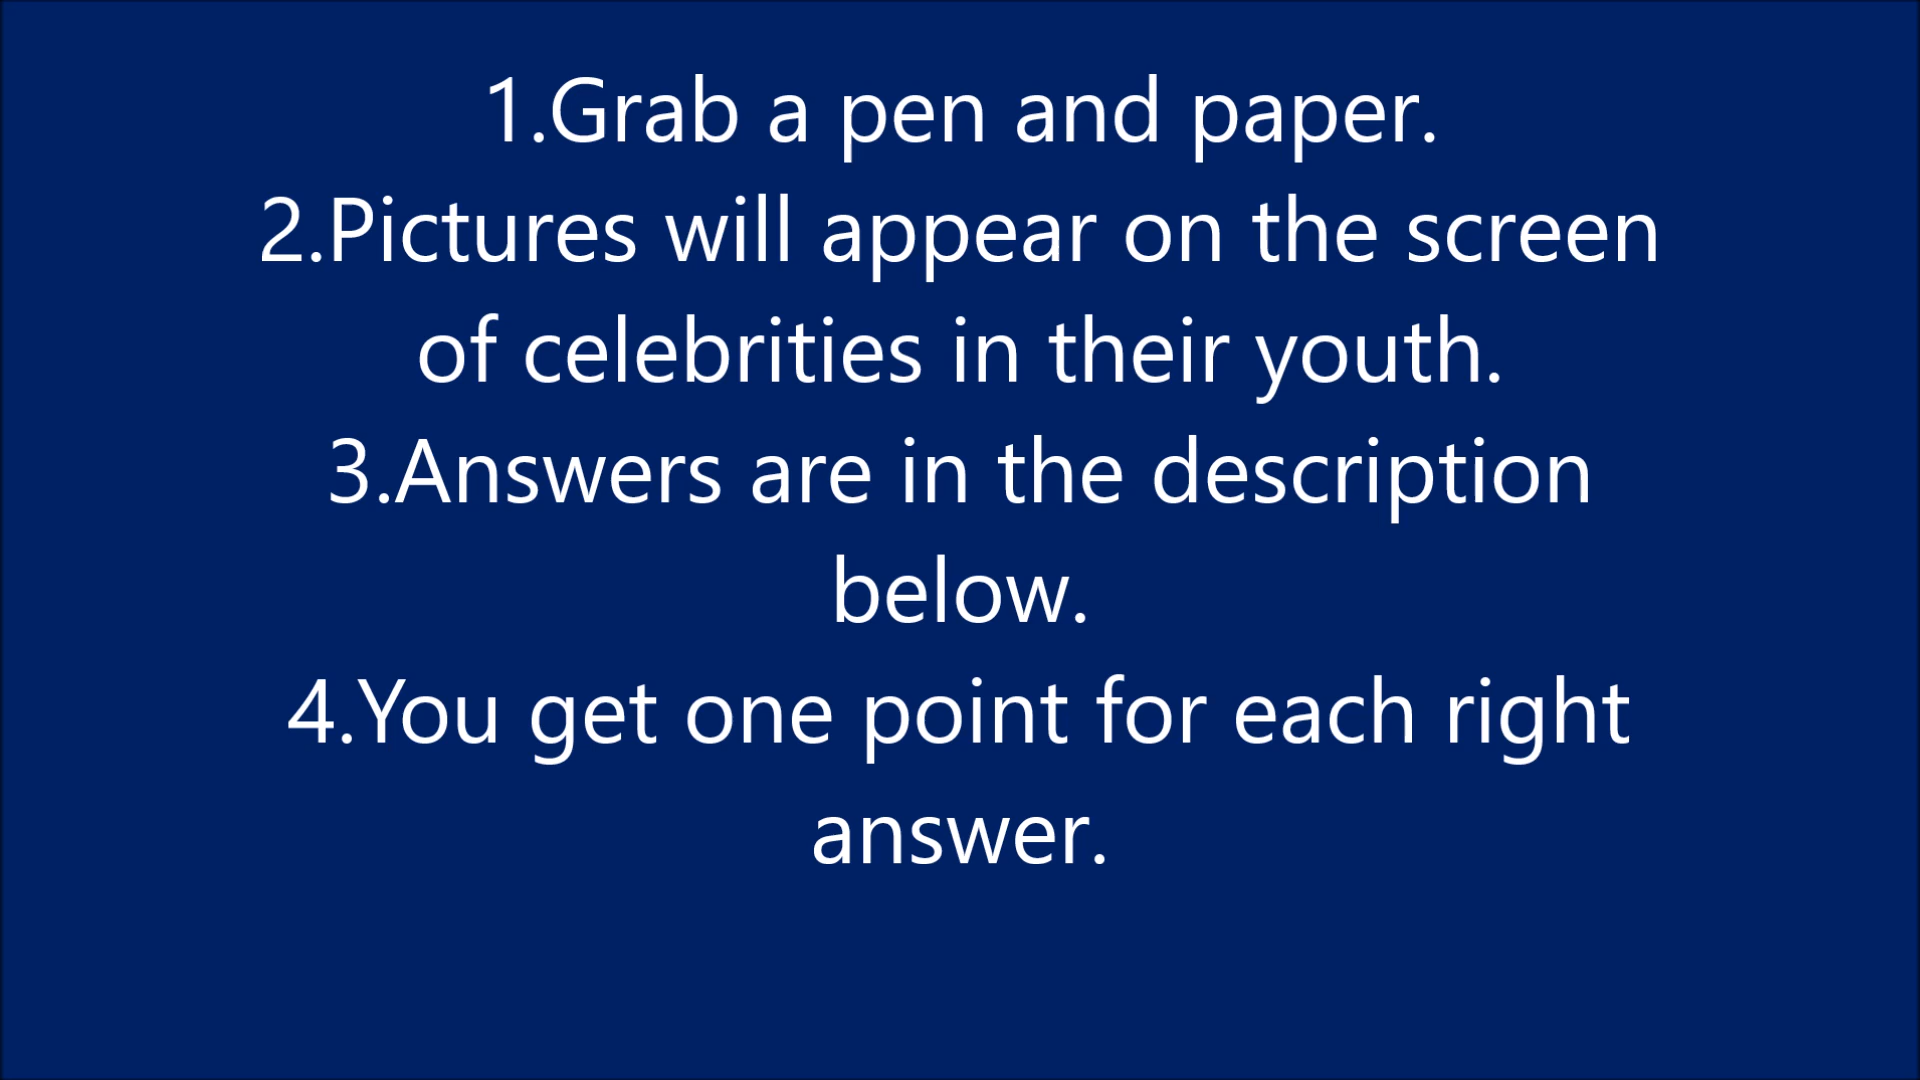 1.Grab a pen and paper.
2.Pictures will appear on the screen
of celebrities in their youth.
3.Answers are in the description
below.
4.You get one point for each right
answer.